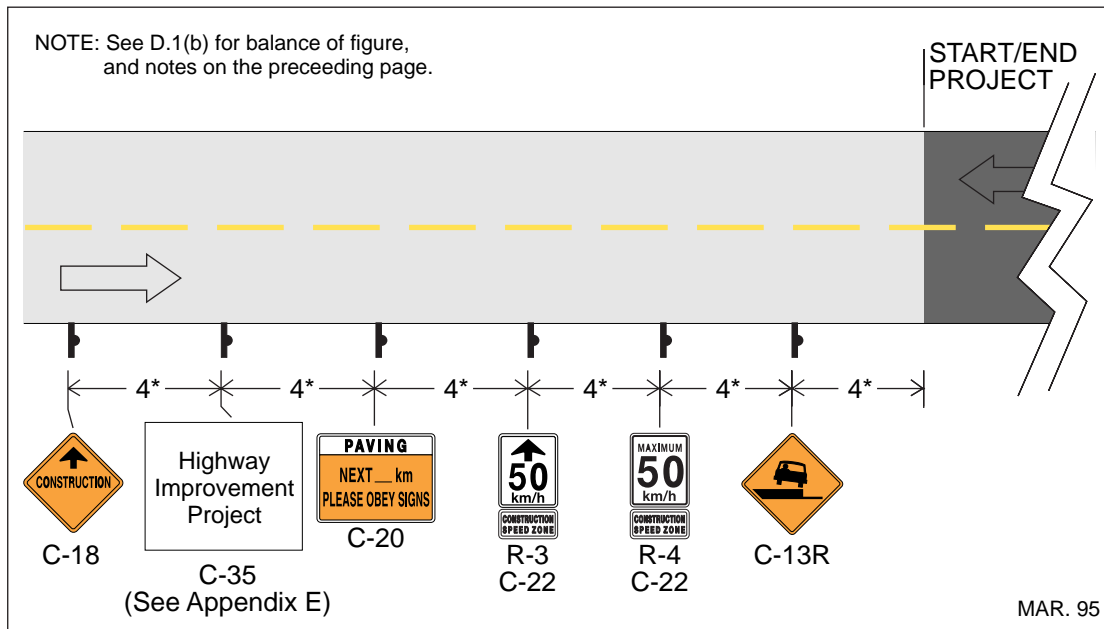 NOTE: See D.1(b) for balance of figure,
and notes on the preceeding page.
START/END
PROJECT
4* 4* 4* 4* 4* 4*
CONSTRUCTION
C-18
Highway
Improvement
Project
C-35
(See Appendix E)
PAVING
NEXT __ km
PLEASE OBEY SIGNS
C-20
50
km/h
CONSTRUCTION
SPEED ZONE
R-3
C-22
MAXIMUM
50
km/h
CONSTRUCTION
SPEED ZONE
R-4
C-22
C-13R
MAR. 95